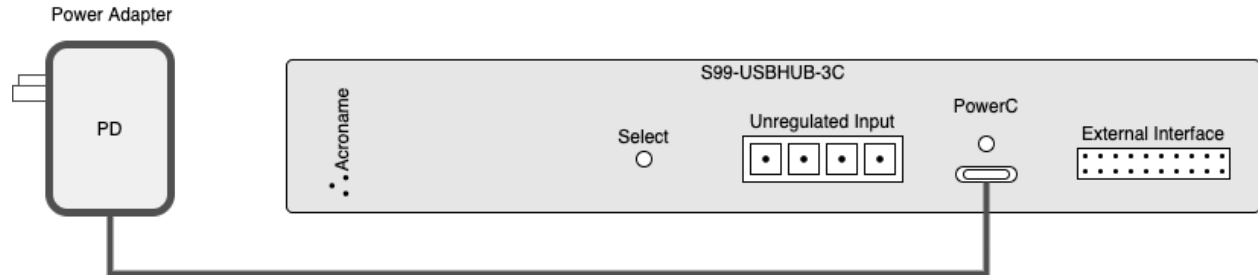 Power Adapter
PD
S99-USBHUB-3C
Acroname
Select
Unregulated Input
PowerC
External Interface